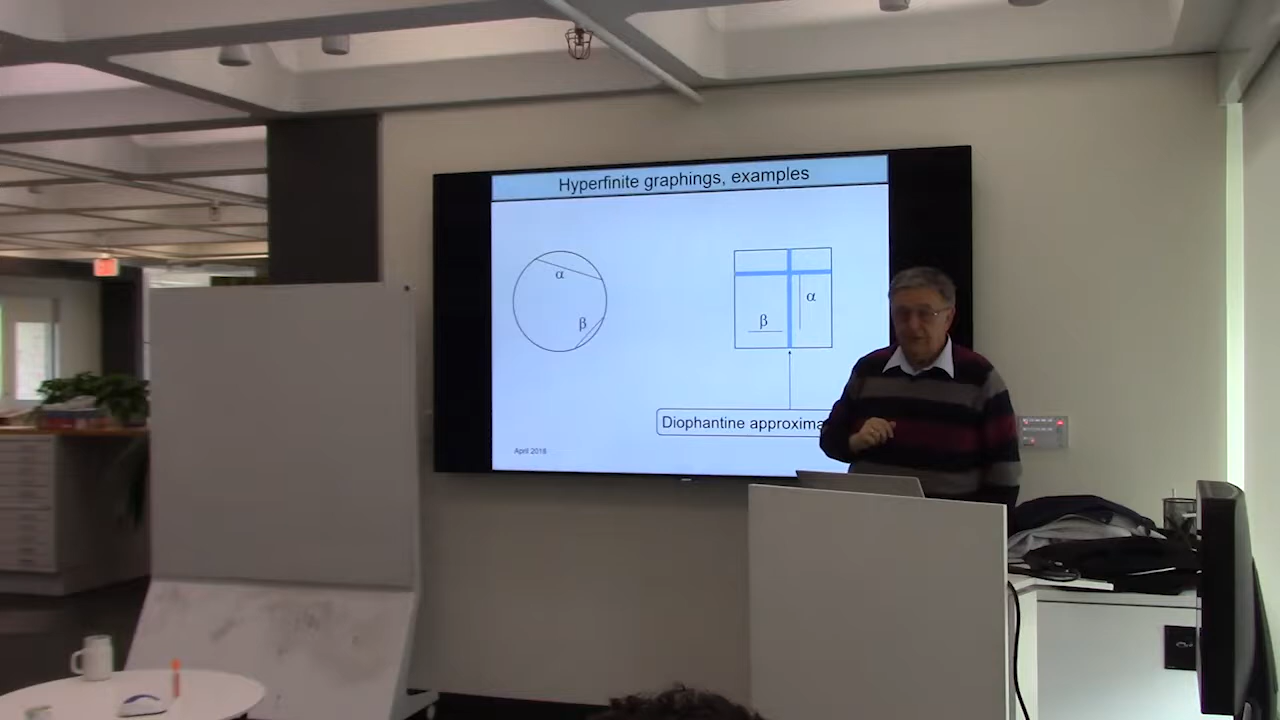 Hyperfinite graphings, examples
α
β
β
α
Diophantine approxima
April 2018